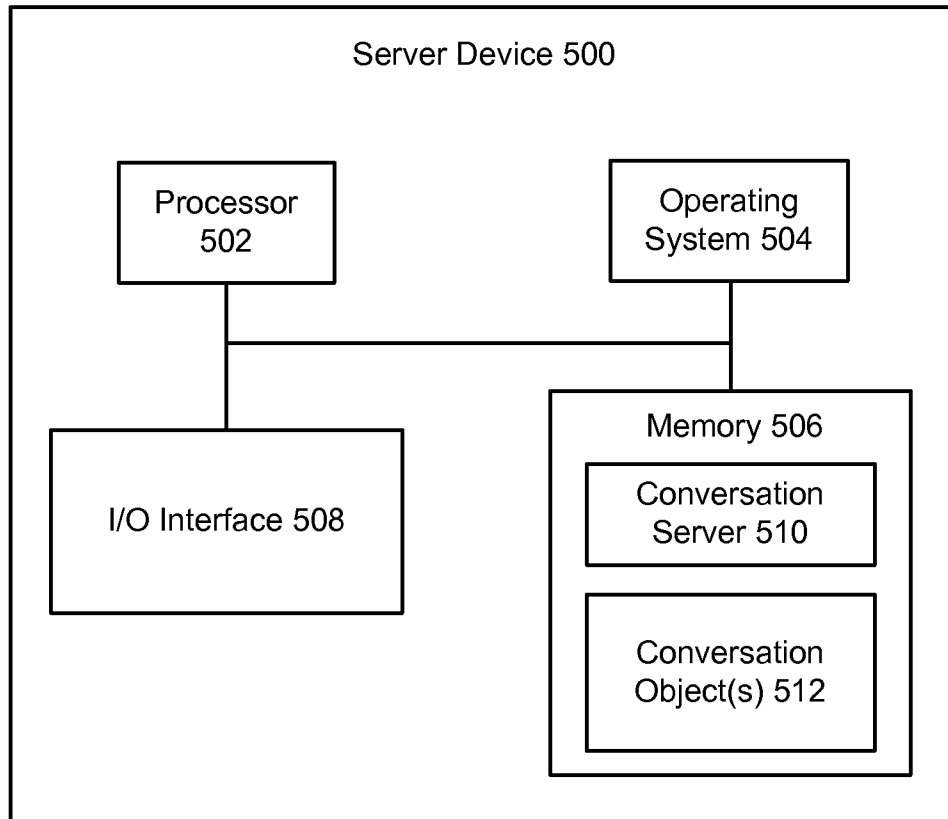 Server Device 500
Processor
502
Operating
System 504
I/O Interface 508
Memory 506
Conversation
Server 510
Conversation
Object(s) 512